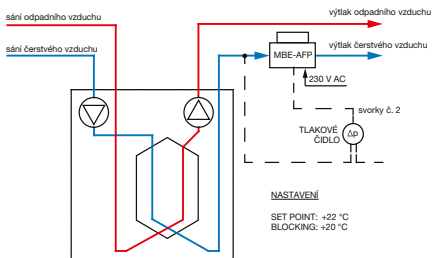 sání odpadního vzduchu
výtlak odpadního vzduchu
sání čerstvého vzduchu
výtlak čerstvého vzduchu
MBE-AFP
230 V AC
svorky č. 2
TLAKOVÉ
ČIDLO
Δp
NASTAVENÍ
SET POINT: +22 °C
BLOCKING: +20 °C